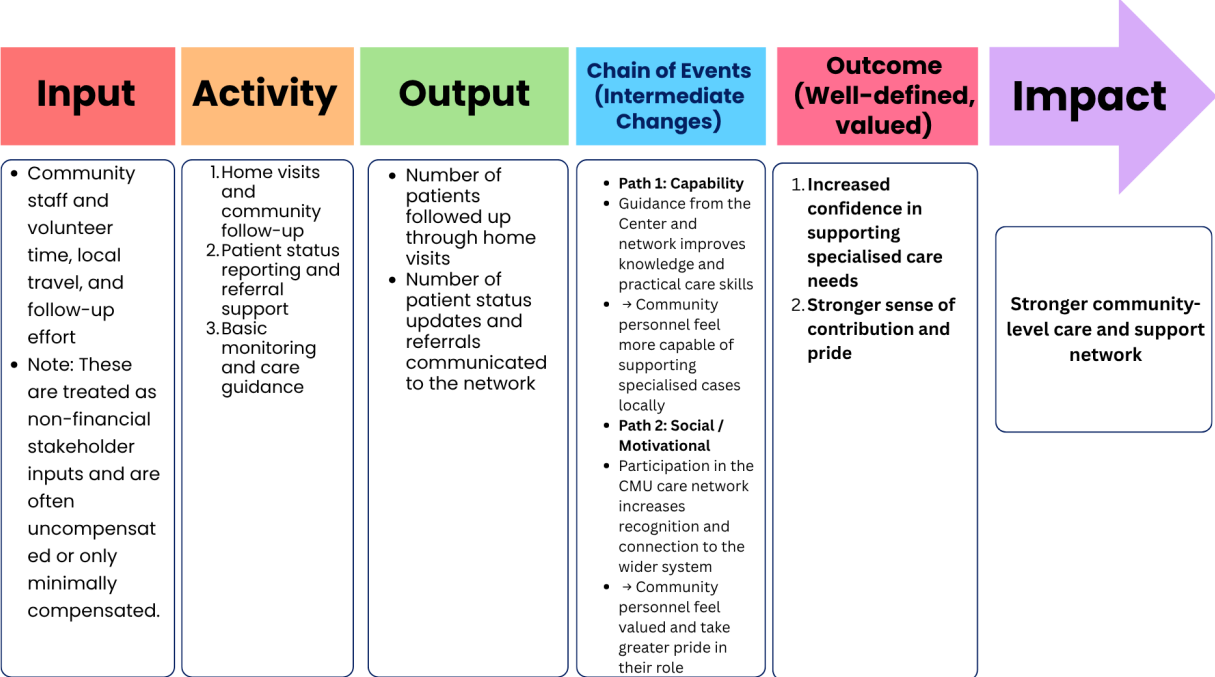 Input
Activity
Output
Chain of Events
(Intermediate
Changes)
Outcome
(Well-defined,
valued)
Impact
• Community
staff and
volunteer
time, local
travel, and
follow-up
effort
• Note: These
are treated as
non-financial
stakeholder
inputs and are
often
uncompensat
ed or only
minimally
compensated.
1. Home visits
and
community
follow-up
2. Patient status
reporting and
referral
support
3. Basic
monitoring
and care
guidance
• Number of
patients
followed up
through home
visits
• Number of
patient status
updates and
referrals
communicated
to the network
• Path 1: Capability
• Guidance from the
Center and
network improves
knowledge and
practical care skills
• → Community
personnel feel
more capable of
supporting
specialised cases
locally
• Path 2: Social /
Motivational
• Participation in the
CMU care network
increases
recognition and
connection to the
wider system
• → Community
personnel feel
valued and take
greater pride in
their role
1. Increased
confidence in
supporting
specialised care
needs
2. Stronger sense of
contribution and
pride
Stronger community-
level care and support
network